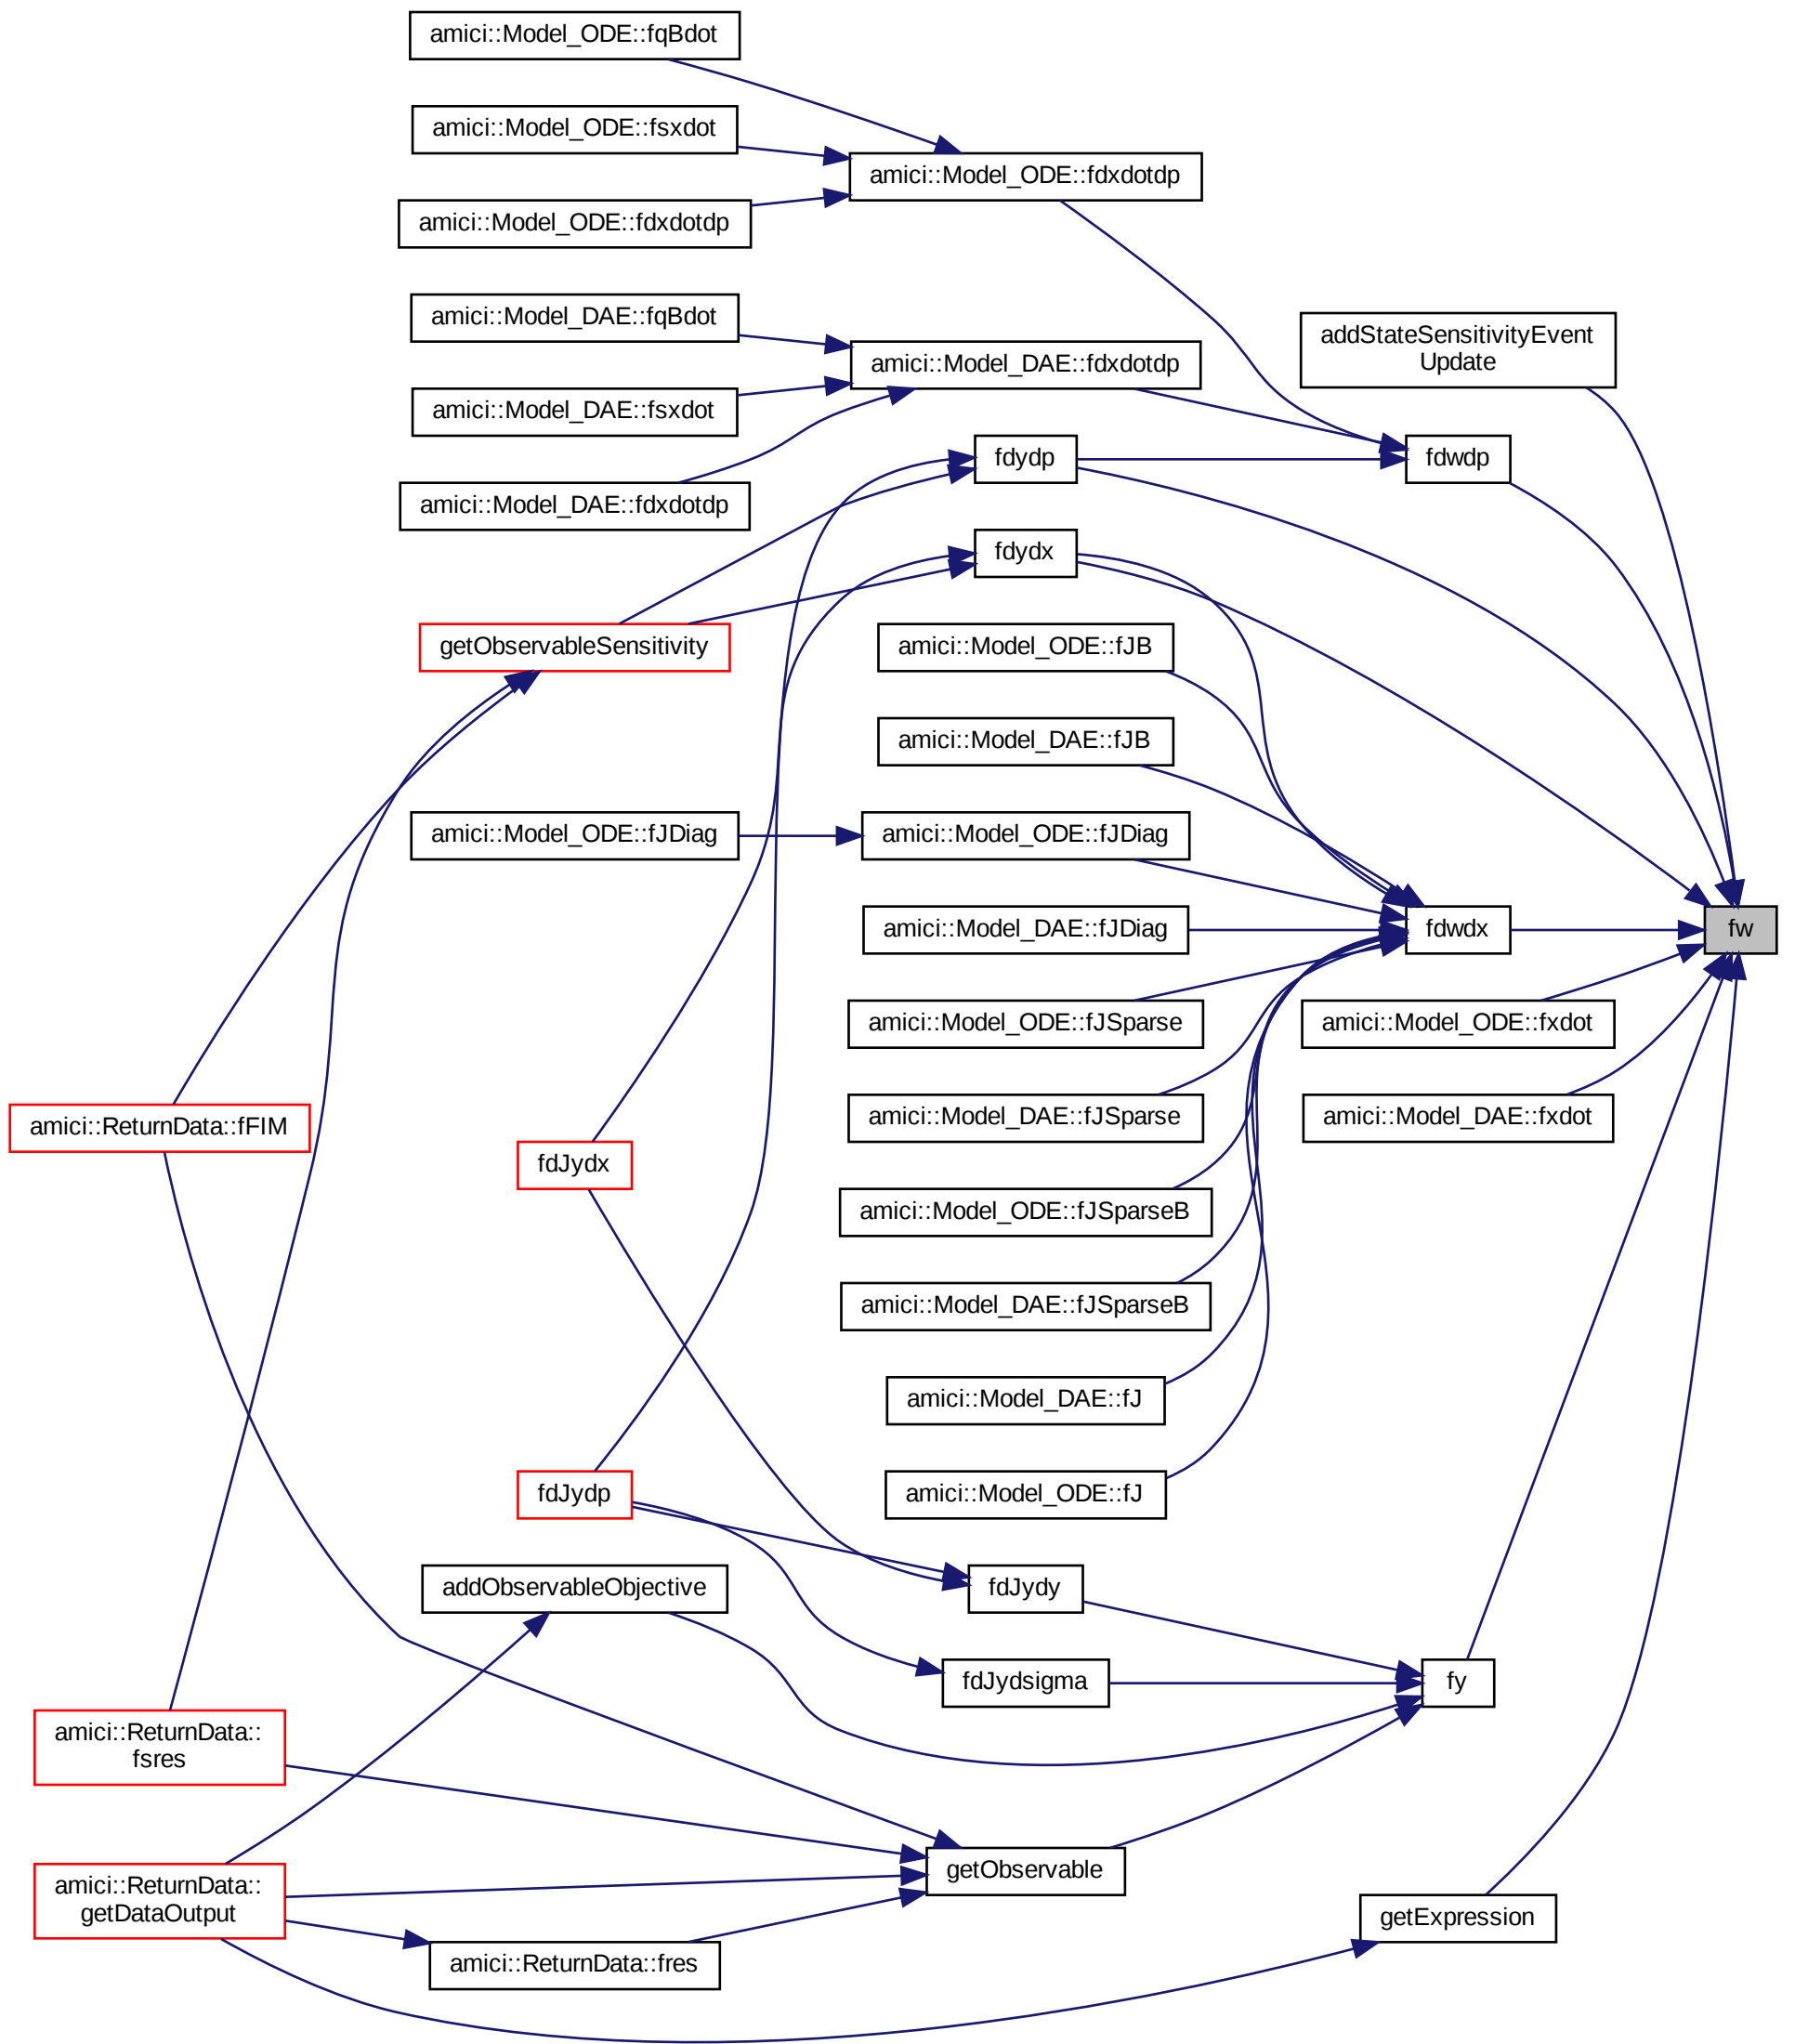 amici::Model_ODE::fqBdot
amici::Model_ODE::fsxdot
amici::Model_ODE::fdxdotdp
amici::Model_ODE::fdxdotdp
amici::Model_DAE::fqBdot
addStateSensitivityEvent
Update
amici::Model_DAE::fdxdotdp
amici::Model_DAE::fsxdot
fdydp
fdwdp
amici::Model_DAE::fdxdotdp
fdydx
getObservableSensitivity
amici::Model_ODE::fJB
amici::Model_DAE::fJB
amici::Model_ODE::fJDiag
amici::Model_ODE::fJDiag
amici::Model_DAE::fJDiag
fdwdx
fw
amici::Model_ODE::fJSparse
amici::Model_ODE::fxdot
amici::ReturnData::fFIM
amici::Model_DAE::fJSparse
amici::Model_DAE::fxdot
fdJydx
amici::Model_ODE::fJSparseB
amici::Model_DAE::fJSparseB
amici::Model_DAE::fJ
fdJydp
amici::Model_ODE::fJ
addObservableObjective
fdJydy
fdJydsigma
fy
amici::ReturnData::
fsres
getObservable
amici::ReturnData::
getDataOutput
getExpression
amici::ReturnData::fres